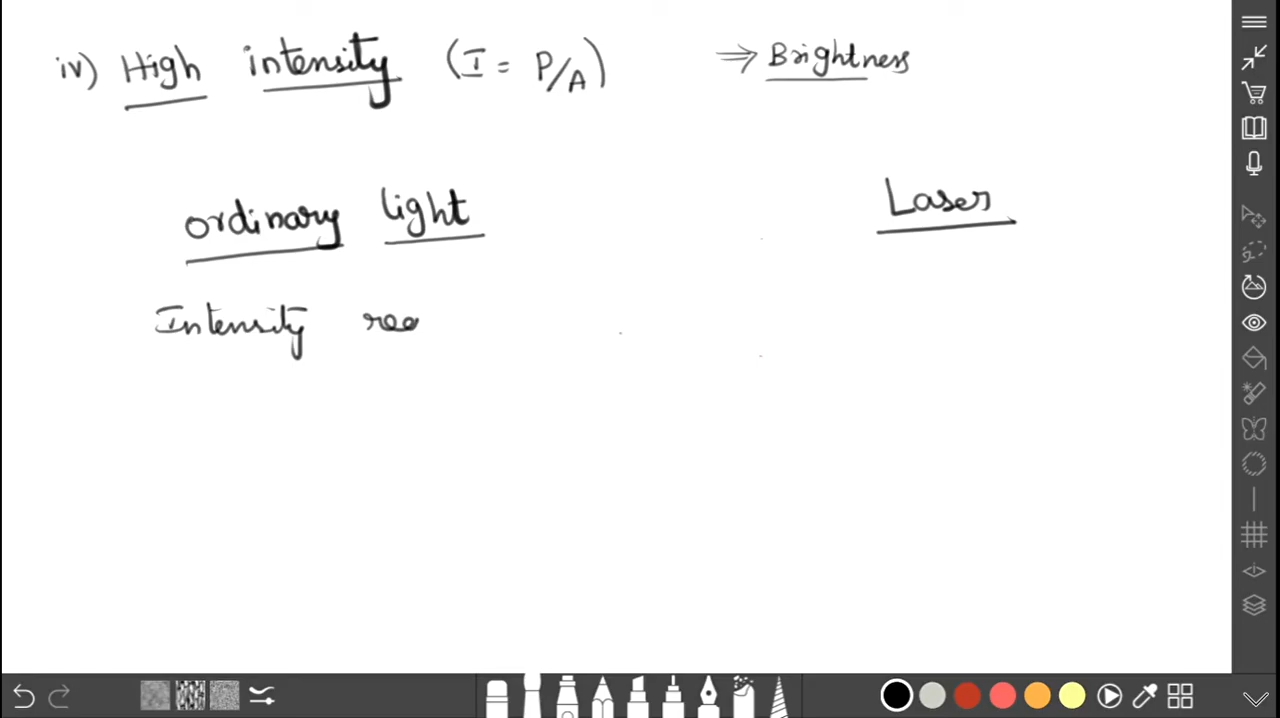 iv) High intensity (I = P/A) ⇒ Brightness
ordinary light Laser
Intensity